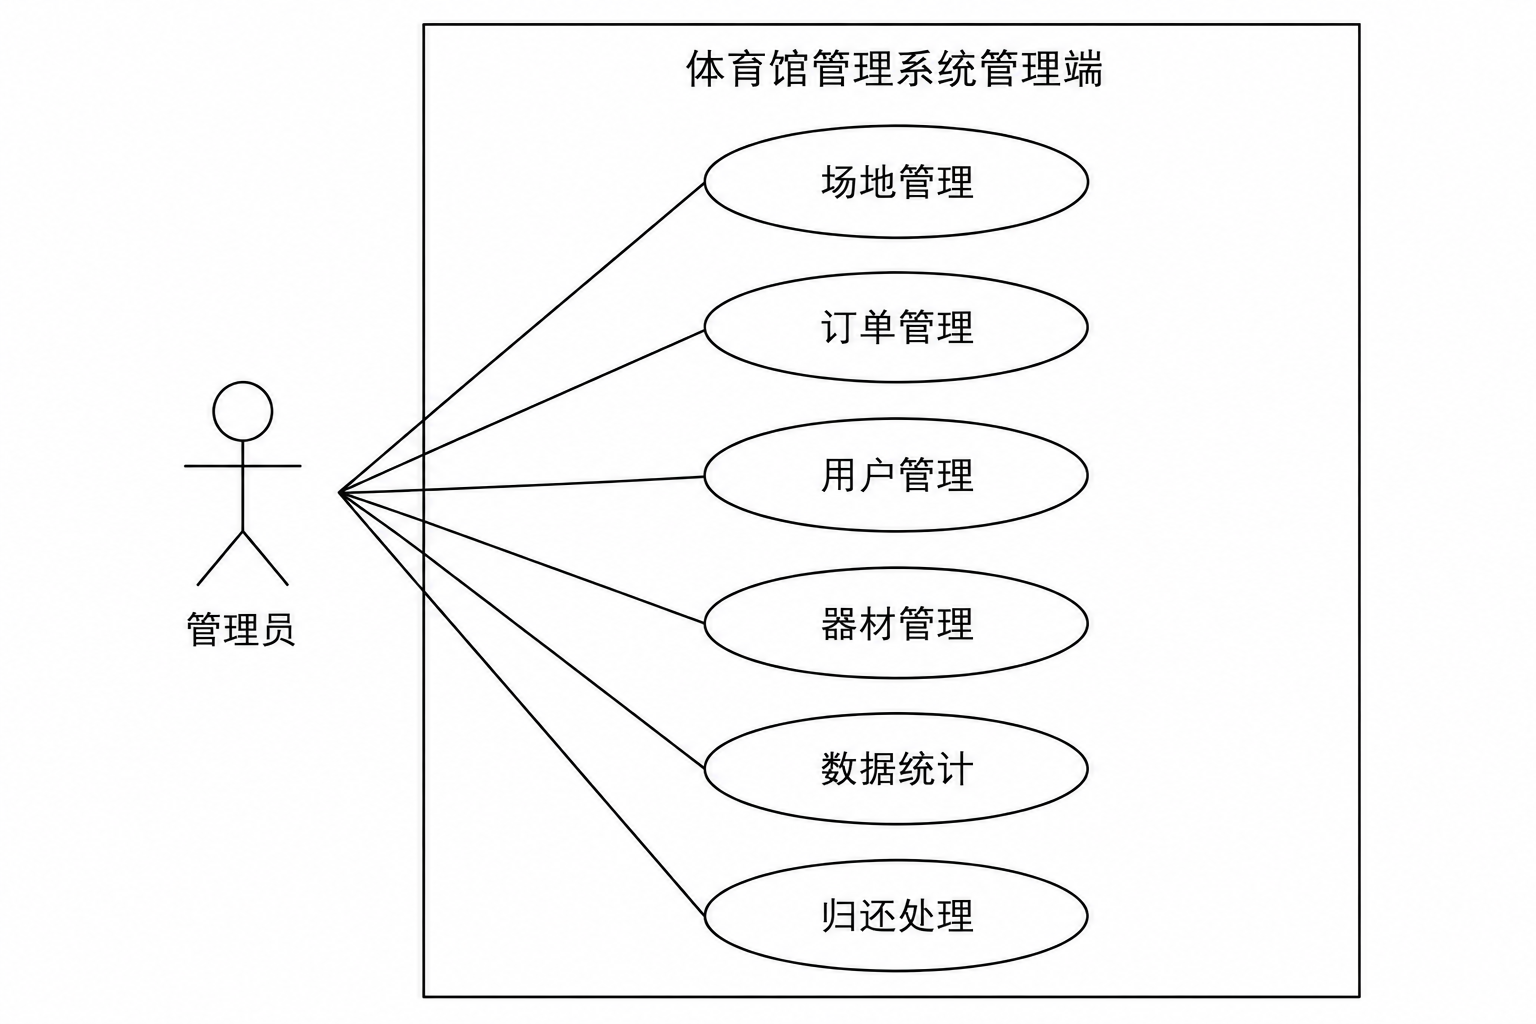 体育馆管理系统管理端
场地管理
订单管理
用户管理
器材管理
数据统计
归还处理
管理员